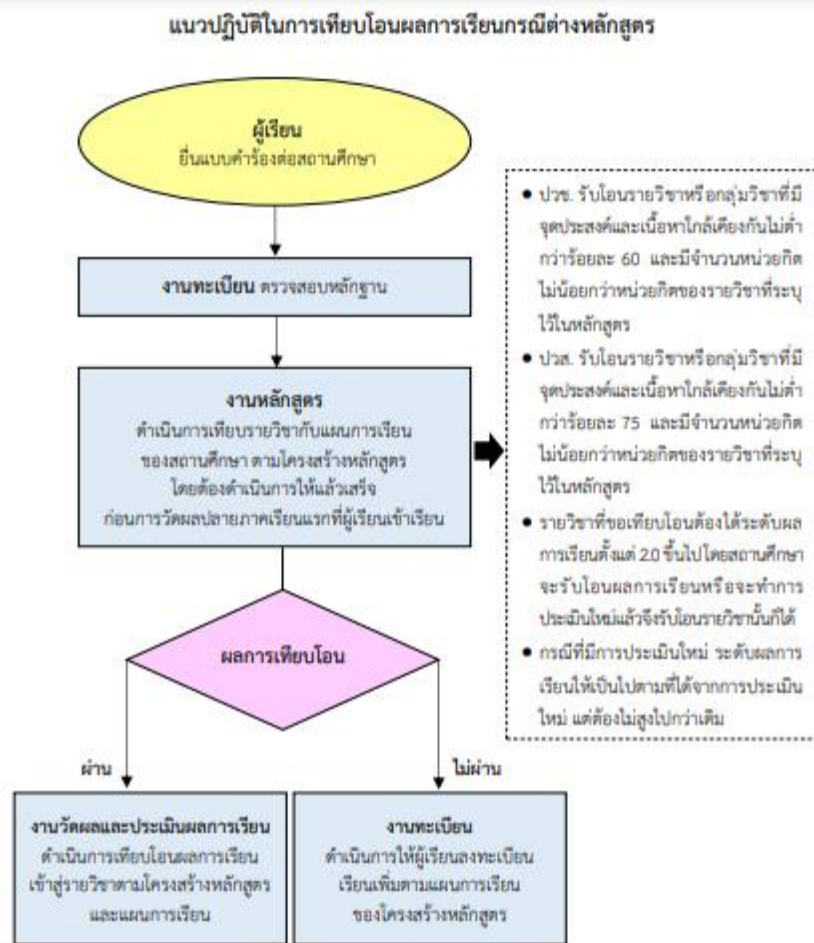 แนวปฏิบัติในการเทียบโอนผลการเรียนกรณีต่างหลักสูตร
ผู้เรียน
ยื่นแบบคำร้องต่อสถานศึกษา
งานทะเบียน ตรวจสอบหลักฐาน
งานหลักสูตร
ดำเนินการเทียบรายวิชากับแผนการเรียน
ของสถานศึกษา ตามโครงสร้างหลักสูตร
โดยต้องดำเนินการให้แล้วเสร็จ
ก่อนการวัดผลปลายภาคเรียนแรกที่ผู้เรียนเข้าเรียน
● ปวช. รับโอนรายวิชาหรือกลุ่มวิชาที่มี
จุดประสงค์และเนื้อหาใกล้เคียงกันไม่ต่ำ
กว่าร้อยละ 60 และมีจำนวนหน่วยกิต
ไม่น้อยกว่าหน่วยกิตของรายวิชาที่ระบุ
ไว้ในหลักสูตร
● ปวส. รับโอนรายวิชาหรือกลุ่มวิชาที่มี
จุดประสงค์และเนื้อหาใกล้เคียงกันไม่ต่ำ
กว่าร้อยละ 75 และมีจำนวนหน่วยกิต
ไม่น้อยกว่าหน่วยกิตของรายวิชาที่ระบุ
ไว้ในหลักสูตร
● รายวิชาที่ขอเทียบโอนต้องได้ระดับผล
การเรียนตั้งแต่ 2.0 ขึ้นไปโดยสถานศึกษา
จะรับโอนผลการเรียนหรือจะทำการ
ประเมินใหม่แล้วจึงรับโอนรายวิชานั้นก็ได้
● กรณีที่มีการประเมินใหม่ ระดับผลการ
เรียนให้เป็นไปตามที่ได้จากการประเมิน
ใหม่ แต่ต้องไม่สูงไปกว่าเดิม
ผลการเทียบโอน
ผ่าน
ไม่ผ่าน
งานวัดผลและประเมินผลการเรียน
ดำเนินการเทียบโอนผลการเรียน
เข้าสู่รายวิชาตามโครงสร้างหลักสูตร
และแผนการเรียน
งานทะเบียน
ดำเนินการให้ผู้เรียนลงทะเบียน
เรียนเพิ่มตามแผนการเรียน
ของโครงสร้างหลักสูตร